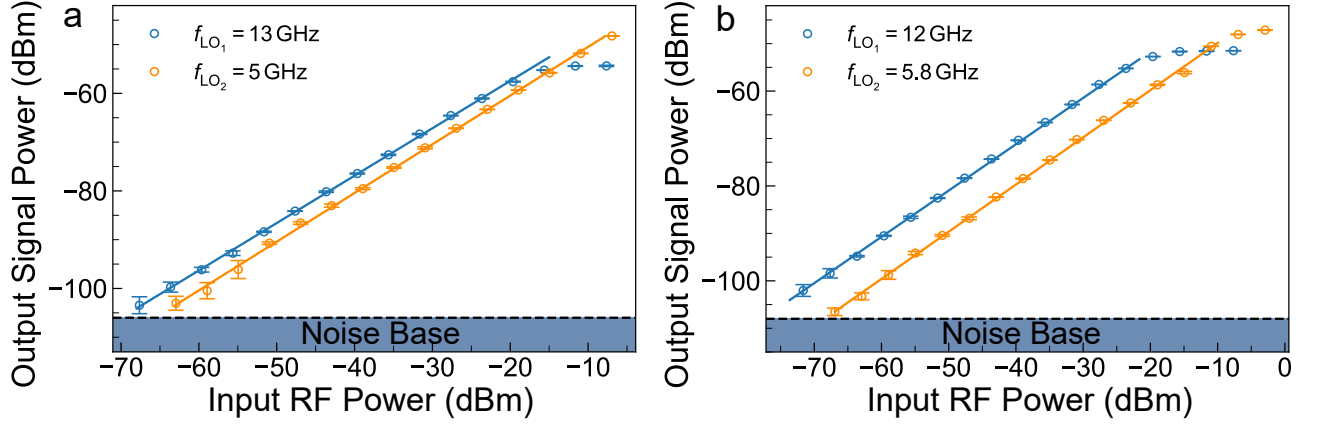 a
f_LO₁ = 13 GHz
f_LO₂ = 5 GHz
Output Signal Power (dBm)
−60
−80
−100
Noise Base
−70 −60 −50 −40 −30 −20 −10
Input RF Power (dBm)
b
f_LO₁ = 12 GHz
f_LO₂ = 5.8 GHz
Output Signal Power (dBm)
−60
−80
−100
Noise Base
−70 −60 −50 −40 −30 −20 −10 0
Input RF Power (dBm)